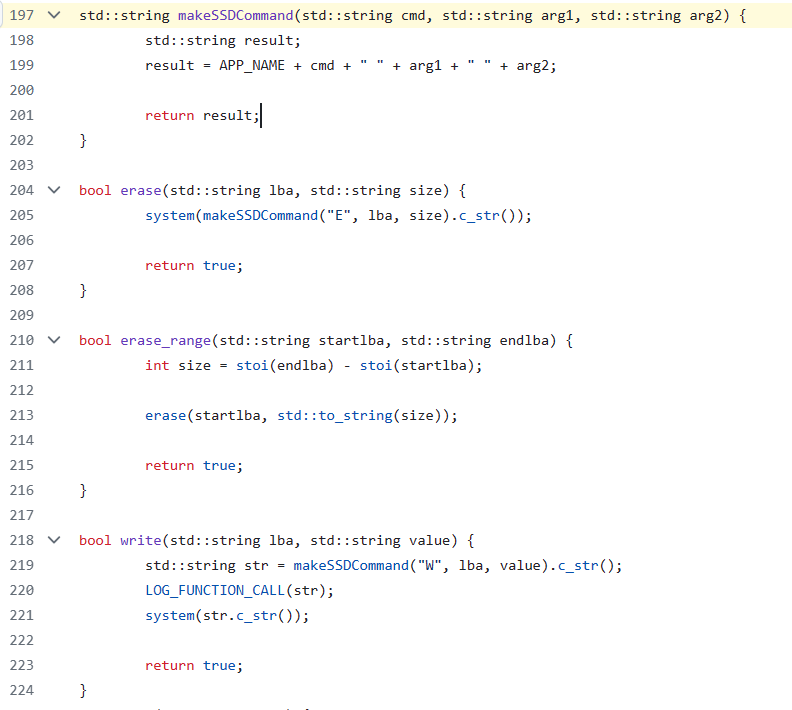 197 std::string makeSSDCommand(std::string cmd, std::string arg1, std::string arg2) {
198 std::string result;
199 result = APP_NAME + cmd + " " + arg1 + " " + arg2;
200
201 return result;
202 }
203
204 bool erase(std::string lba, std::string size) {
205 system(makeSSDCommand("E", lba, size).c_str());
206
207 return true;
208 }
209
210 bool erase_range(std::string startlba, std::string endlba) {
211 int size = stoi(endlba) - stoi(startlba);
212
213 erase(startlba, std::to_string(size));
214
215 return true;
216 }
217
218 bool write(std::string lba, std::string value) {
219 std::string str = makeSSDCommand("W", lba, value).c_str();
220 LOG_FUNCTION_CALL(str);
221 system(str.c_str());
222
223 return true;
224 }